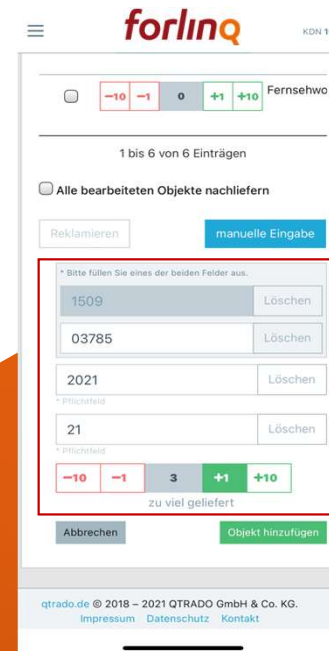 forlinq
KDN
−10 −1 0 +1 +10 Fernsehwo
1 bis 6 von 6 Einträgen
Alle bearbeiteten Objekte nachliefern
Reklamieren manuelle Eingabe
* Bitte füllen Sie eines der beiden Felder aus.
1509 Löschen
03785 Löschen
2021 Löschen
* Pflichtfeld
21 Löschen
* Pflichtfeld
−10 −1 3 +1 +10
zu viel geliefert
Abbrechen Objekt hinzufügen
qtrado.de © 2018 – 2021 QTRADO GmbH & Co. KG.
Impressum Datenschutz Kontakt